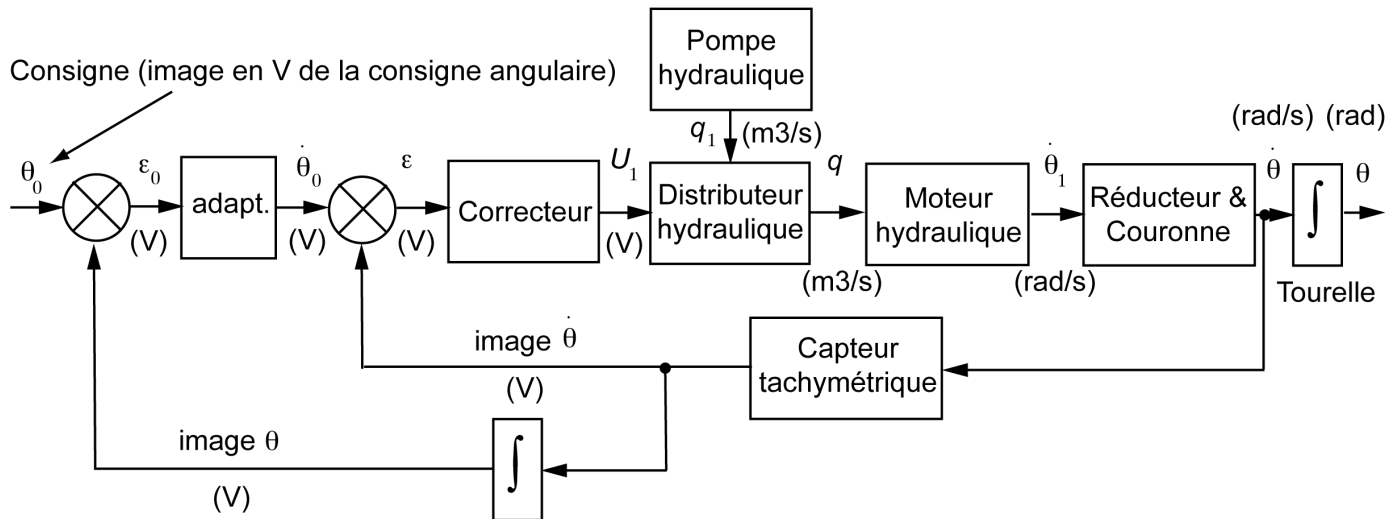 Pompe
hydraulique
Consigne (image en V de la consigne angulaire)
q₁ (m3/s)
(rad/s) (rad)
θ₀
ε₀
(V)
adapt.
θ̇₀
(V)
ε
(V)
Correcteur
U₁
(V)
Distributeur
hydraulique
q
(m3/s)
Moteur
hydraulique
θ̇₁
(rad/s)
Réducteur &
Couronne
θ̇
∫
θ
Tourelle
image θ̇
(V)
Capteur
tachymétrique
image θ
(V)
∫